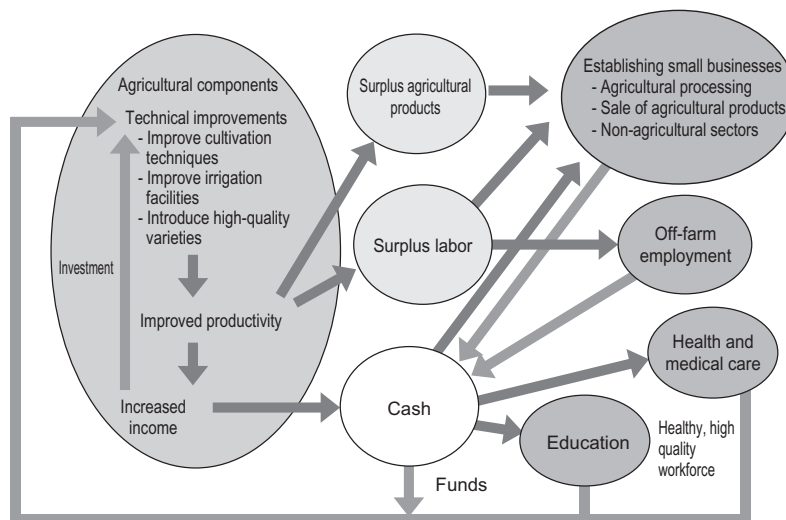 Agricultural components
Technical improvements
- Improve cultivation
techniques
- Improve irrigation
facilities
- Introduce high-quality
varieties
Investment
Improved productivity
Increased
income
Surplus agricultural
products
Surplus labor
Cash
Funds
Establishing small businesses
- Agricultural processing
- Sale of agricultural products
- Non-agricultural sectors
Off-farm
employment
Health and
medical care
Education
Healthy, high
quality
workforce